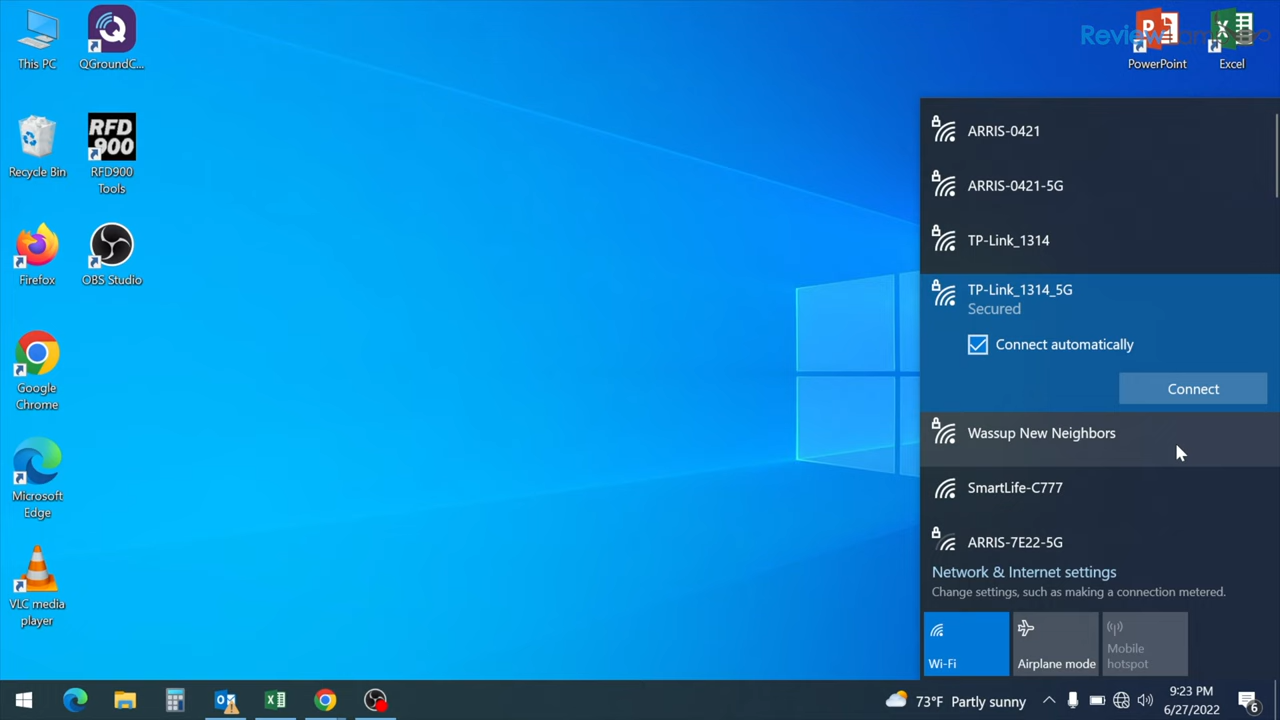 This PC
QGroundC...
Recycle Bin
RFD
900
RFD900
Tools
Firefox
OBS Studio
Google
Chrome
Microsoft
Edge
VLC media
player
PowerPoint
Excel
ARRIS-0421
ARRIS-0421-5G
TP-Link_1314
TP-Link_1314_5G
Secured
Connect automatically
Connect
Wassup New Neighbors
SmartLife-C777
ARRIS-7E22-5G
Network & Internet settings
Change settings, such as making a connection metered.
Wi-Fi
Airplane mode
Mobile
hotspot
73°F Partly sunny
9:23 PM
6/27/2022
6